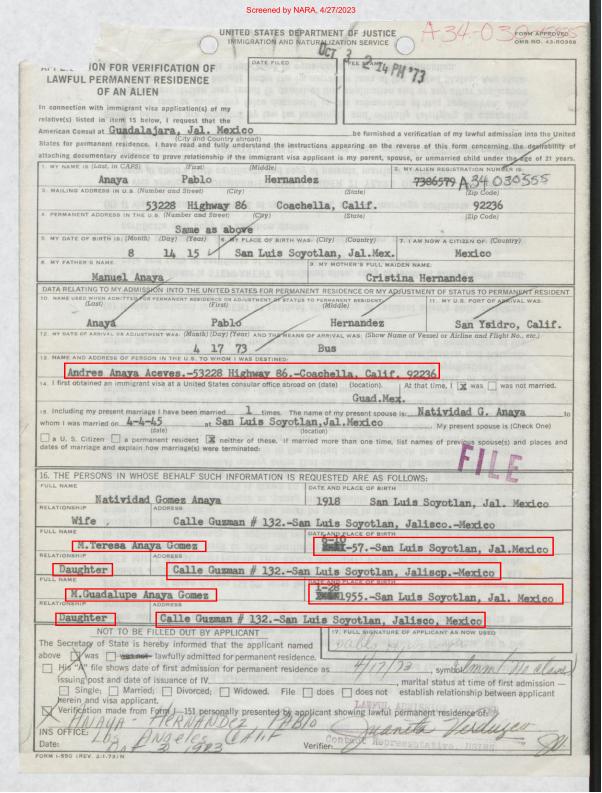 Screened by NARA, 4/27/2023
UNITED STATES DEPARTMENT OF JUSTICE
IMMIGRATION AND NATURALIZATION SERVICE
A34-030555
FORM APPROVED
OMB NO. 43-R0368
OCT 3 2 14 PM '73
ION FOR VERIFICATION OF
LAWFUL PERMANENT RESIDENCE
OF AN ALIEN
DATE FILED
FEE STAMP
In connection with immigrant visa application(s) of my
relative(s) listed in item 15 below, I request that the
American Consul at Guadalajara, Jal. Mexico be furnished a verification of my lawful admission into the United
(City and Country abroad)
States for permanent residence. I have read and fully understand the instructions appearing on the reverse of this form concerning the desirability of
attaching documentary evidence to prove relationship if the immigrant visa applicant is my parent, spouse, or unmarried child under the age of 21 years.
1. MY NAME IS (Last, in CAPS) (First) (Middle) 2. MY ALIEN REGISTRATION NUMBER IS:
Anaya Pablo Hernandez 7386579 A34 030555
3. MAILING ADDRESS IN U.S. (Number and Street) (City) (State) (Zip Code)
53228 Highway 86 Coachella, Calif. 92236
4. PERMANENT ADDRESS IN THE U.S. (Number and Street) (City) (State) (Zip Code)
Same as above
5. MY DATE OF BIRTH IS: (Month) (Day) (Year) 6. MY PLACE OF BIRTH WAS: (City) (Country) 7. I AM NOW A CITIZEN OF: (Country)
8 14 15 San Luis Soyotlan, Jal.Mex. Mexico
8. MY FATHER'S NAME 9. MY MOTHER'S FULL MAIDEN NAME:
Manuel Anaya Cristina Hernandez
DATA RELATING TO MY ADMISSION INTO THE UNITED STATES FOR PERMANENT RESIDENCE OR MY ADJUSTMENT OF STATUS TO PERMANENT RESIDENT
10. NAME USED WHEN ADMITTED FOR PERMANENT RESIDENCE OR ADJUSTMENT OF STATUS TO PERMANENT RESIDENT 11. MY U.S. PORT OF ARRIVAL WAS:
(Last) (First) (Middle)
Anaya Pablo Hernandez San Ysidro, Calif.
12. MY DATE OF ARRIVAL OR ADJUSTMENT WAS: (Month) (Day) (Year) AND THE MEANS OF ARRIVAL WAS: (Show Name of Vessel or Airline and Flight No., etc.)
4 17 73 Bus
13. NAME AND ADDRESS OF PERSON IN THE U.S. TO WHOM I WAS DESTINED:
Andres Anaya Aceves.-53228 Highway 86.-Coachella, Calif. 92236
14. I first obtained an immigrant visa at a United States consular office abroad on (date) (location). At that time, I x was was not married.
Guad.Mex.
15. Including my present marriage I have been married 1 times. The name of my present spouse is: Natividad G. Anaya to
whom I was married on 4-4-45 at San Luis Soyotlan,Jal.Mexico My present spouse is (Check One)
(date) (location)
a U. S. Citizen a permanent resident x neither of these. If married more than one time, list names of previous spouse(s) and places and
dates of marriage and explain how marriage(s) were terminated:
FILE
16. THE PERSONS IN WHOSE BEHALF SUCH INFORMATION IS REQUESTED ARE AS FOLLOWS:
FULL NAME DATE AND PLACE OF BIRTH
Natividad Gomez Anaya 1918 San Luis Soyotlan, Jal. Mexico
RELATIONSHIP ADDRESS
Wife Calle Guzman # 132.-San Luis Soyotlan, Jalisco.-Mexico
FULL NAME DATE AND PLACE OF BIRTH
M.Teresa Anaya Gomez 8-10 -57.-San Luis Soyotlan, Jal.Mexico
RELATIONSHIP ADDRESS
Daughter Calle Guzman # 132.-San Luis Soyotlan, Jaliscp.-Mexico
FULL NAME DATE AND PLACE OF BIRTH
M.Guadalupe Anaya Gomez 1-28 1955.-San Luis Soyotlan, Jal. Mexico
RELATIONSHIP ADDRESS
Daughter Calle Guzman # 132.-San Luis Soyotlan, Jalisco, Mexico
NOT TO BE FILLED OUT BY APPLICANT 17. FULL SIGNATURE OF APPLICANT AS NOW USED
The Secretary of State is hereby informed that the applicant named
above was was not lawfully admitted for permanent residence.
His "A" file shows date of first admission for permanent residence as 4/17/73, symbol
issuing post and date of issuance of IV , marital status at time of first admission —
Single; Married; Divorced; Widowed. File does does not establish relationship between applicant
herein and visa applicant.
Verification made from Form I-151 personally presented by applicant showing lawful permanent residence of:
ANAYA - HERNANDEZ, PABLO
INS OFFICE: Los Angeles Calif
Date: Oct 3, 1973 Verifier: Juanita Verduzco
Contact Representative, USINS
FORM I-550 (REV. 2-1-73)N